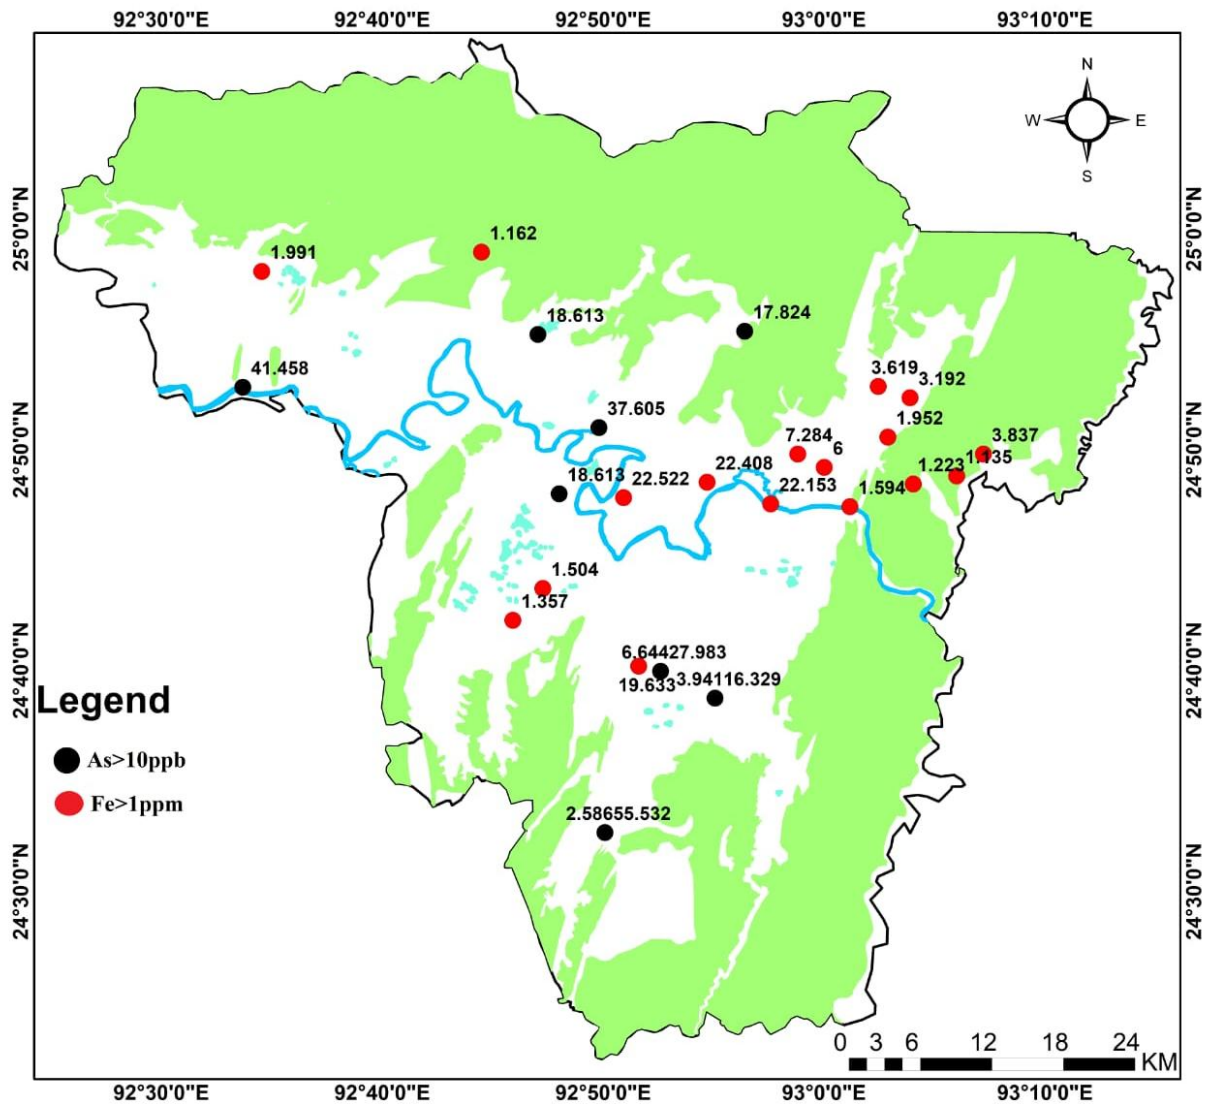 92°30'0"E 92°40'0"E 92°50'0"E 93°0'0"E 93°10'0"E
N
W E
S
25°0'0"N
25°0'0"N
1.162
1.991
18.613
17.824
41.458
3.619
3.192
37.605
1.952
24°50'0"N
24°50'0"N
7.284
6
3.837
1.135
1.223
22.408
18.613
22.522
22.153
1.594
1.504
1.357
24°40'0"N
24°40'0"N
6.64427.983
19.633
3.94116.329
Legend
As>10ppb
Fe>1ppm
2.58655.532
24°30'0"N
24°30'0"N
0 3 6 12 18 24
KM
92°30'0"E 92°40'0"E 92°50'0"E 93°0'0"E 93°10'0"E